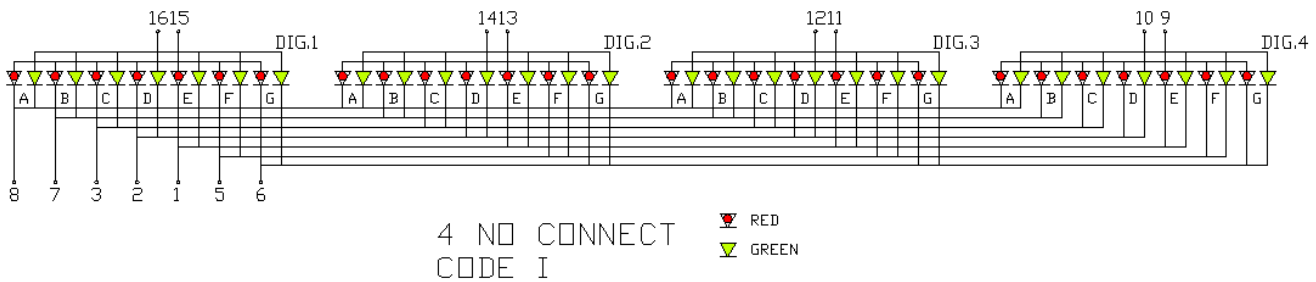 1615 1413 1211 10 9
DIG.1 DIG.2 DIG.3 DIG.4
A B C D E F G A B C D E F G A B C D E F G A B C D E F G
8 7 3 2 1 5 6
4 NO CONNECT
CODE I
RED
GREEN